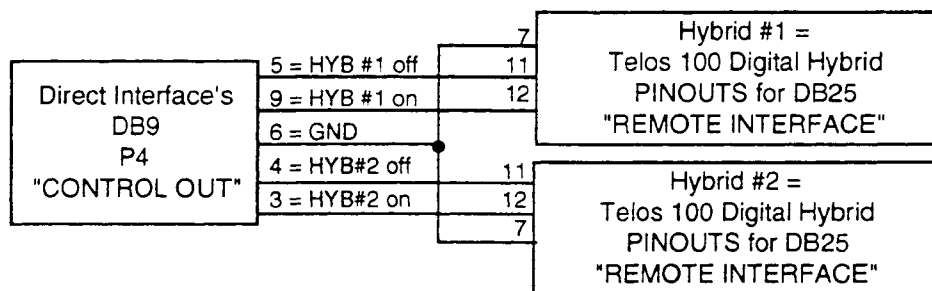 Direct Interface's
DB9
P4
"CONTROL OUT"
5 = HYB #1 off
9 = HYB #1 on
6 = GND
4 = HYB#2 off
3 = HYB#2 on
7
11
12
Hybrid #1 =
Telos 100 Digital Hybrid
PINOUTS for DB25
"REMOTE INTERFACE"
11
12
7
Hybrid #2 =
Telos 100 Digital Hybrid
PINOUTS for DB25
"REMOTE INTERFACE"